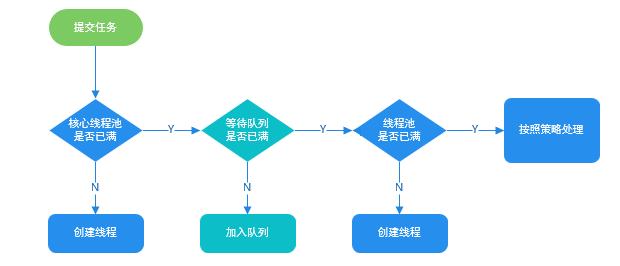 提交任务
核心线程池
是否已满
Y
等待队列
是否已满
Y
线程池
是否已满
Y
按照策略处理
N
N
N
创建线程
加入队列
创建线程